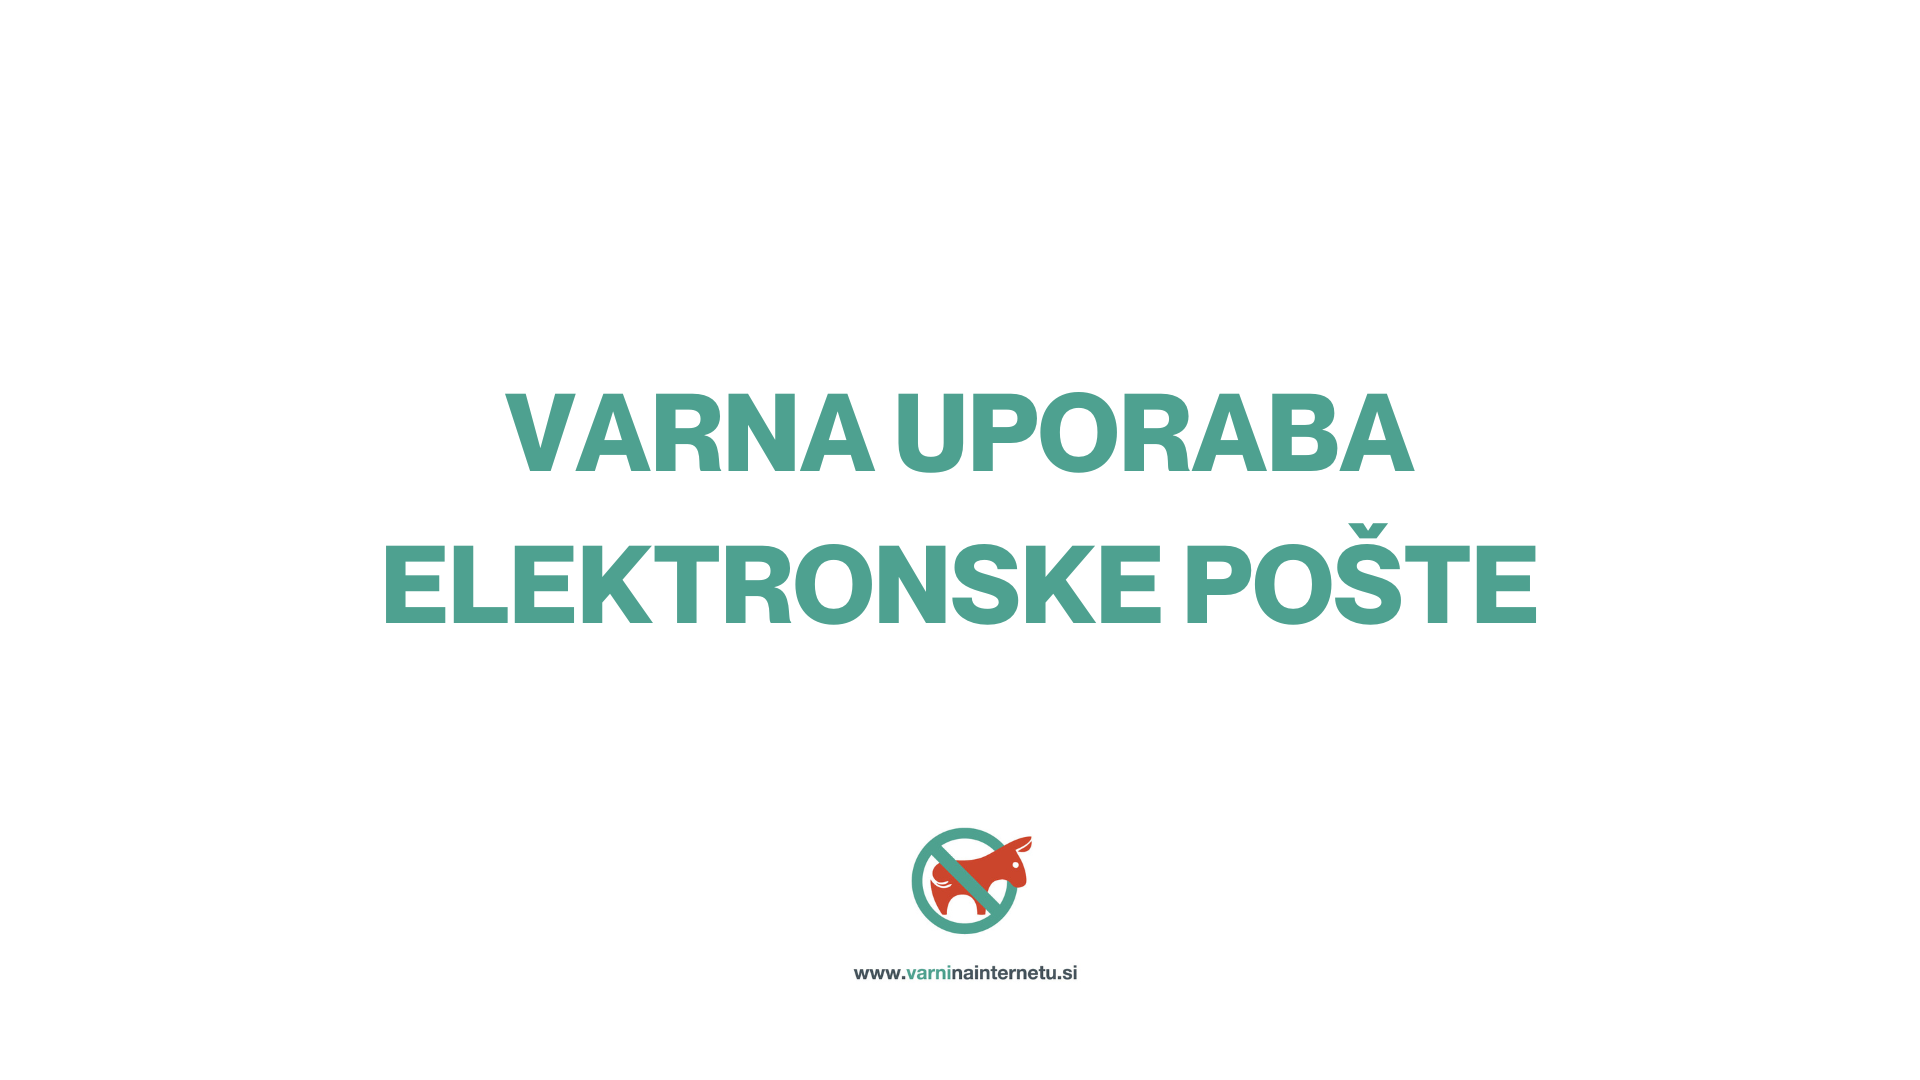 VARNA UPORABA
ELEKTRONSKE POŠTE
www.varninainternetu.si